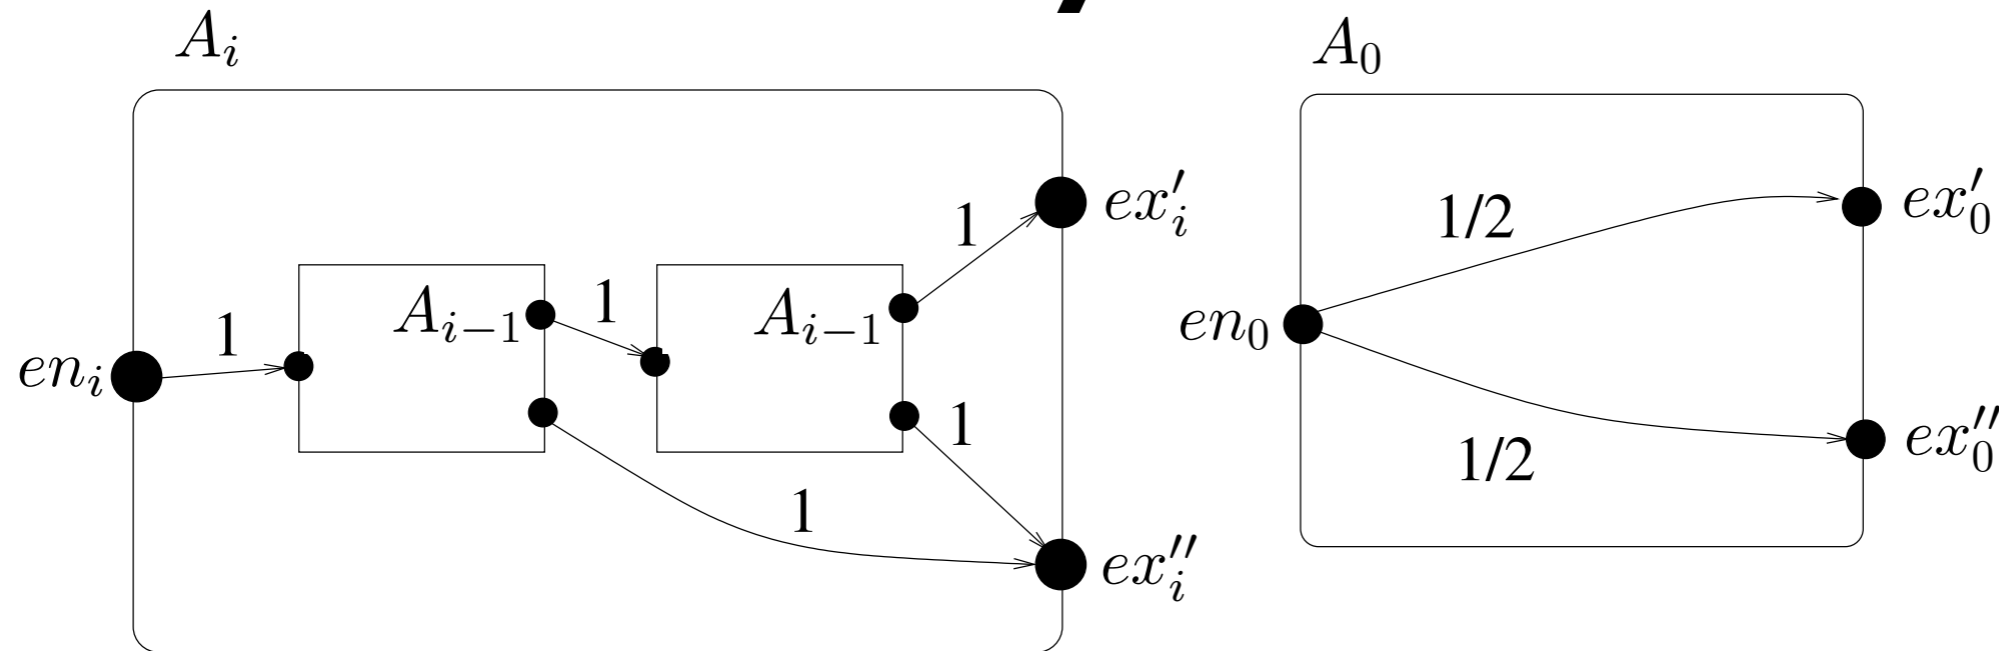 A_i
A_0
en_i
1
A_{i-1}
1
A_{i-1}
1
1
1
ex'_i
ex''_i
en_0
1/2
1/2
ex'_0
ex''_0